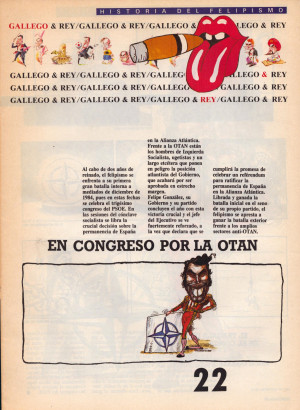 HISTORIA DEL FELIPISMO
GALLEGO & REY/GALLEGO & REY/GALLEGO & REY/GALLEGO & REY
GALLEGO & REY/GALLEGO & REY/GALLEGO & REY
GALLEGO & REY/GALLEGO & REY/GALLEGO & REY/GALLEGO & REY
GALLEGO & REY/GALLEGO & REY/GALLEGO & REY/GALLEGO & REY
Al cabo de dos años de
reinado, el felipismo se
enfrenta a su primera
gran batalla interna a
mediados de diciembre de
1984, pues en estas fechas
se celebra el trigésimo
congreso del PSOE. En
las sesiones del cónclave
socialista se libra la
crucial decisión sobre la
permanencia de España
en la Alianza Atlántica.
Frente a la OTAN están
los hombres de Izquierda
Socialista, ugetistas y un
largo etcétera que ponen
en peligro la posición
atlantista del Gobierno,
que acabará por ser
aprobada en estrecho
margen.
Felipe González, su
Gobierno y su partido
concluyen el año con esta
victoria crucial y el jefe
del Ejecutivo se ve
fuertemente reforzado, a
la vez que declara que se
cumplirá la promesa de
celebrar un referéndum
para ratificar la
permanencia de España
en la Alianza Atlántica.
Librada y ganada la
batalla inicial en el seno
de su propio partido, el
felipismo se apresta a
ganar la batalla exterior
frente a los amplios
sectores anti-OTAN.
EN CONGRESO POR LA OTAN
22